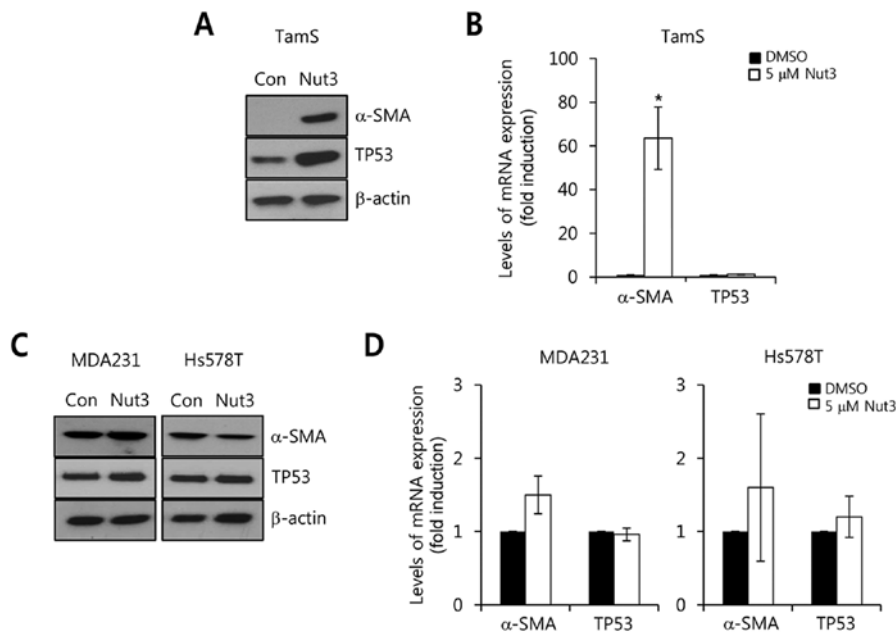 A
TamS
Con Nut3
α-SMA
TP53
β-actin
B
TamS
DMSO
5 μM Nut3
Levels of mRNA expression
(fold induction)
100
80
60
40
20
0
*
α-SMA TP53
C
MDA231 Hs578T
Con Nut3 Con Nut3
α-SMA
TP53
β-actin
D
MDA231
Levels of mRNA expression
(fold induction)
3
2
1
0
α-SMA TP53
Hs578T
DMSO
5 μM Nut3
3
2
1
0
α-SMA TP53